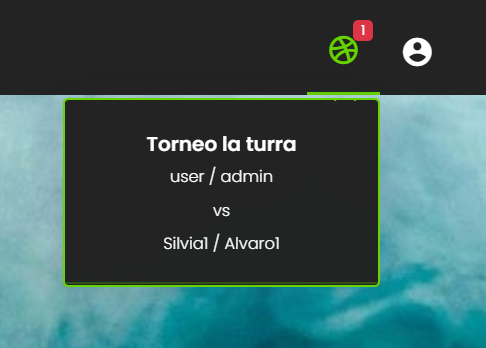 1
Torneo la turra
user / admin
vs
Silvia1 / Alvaro1